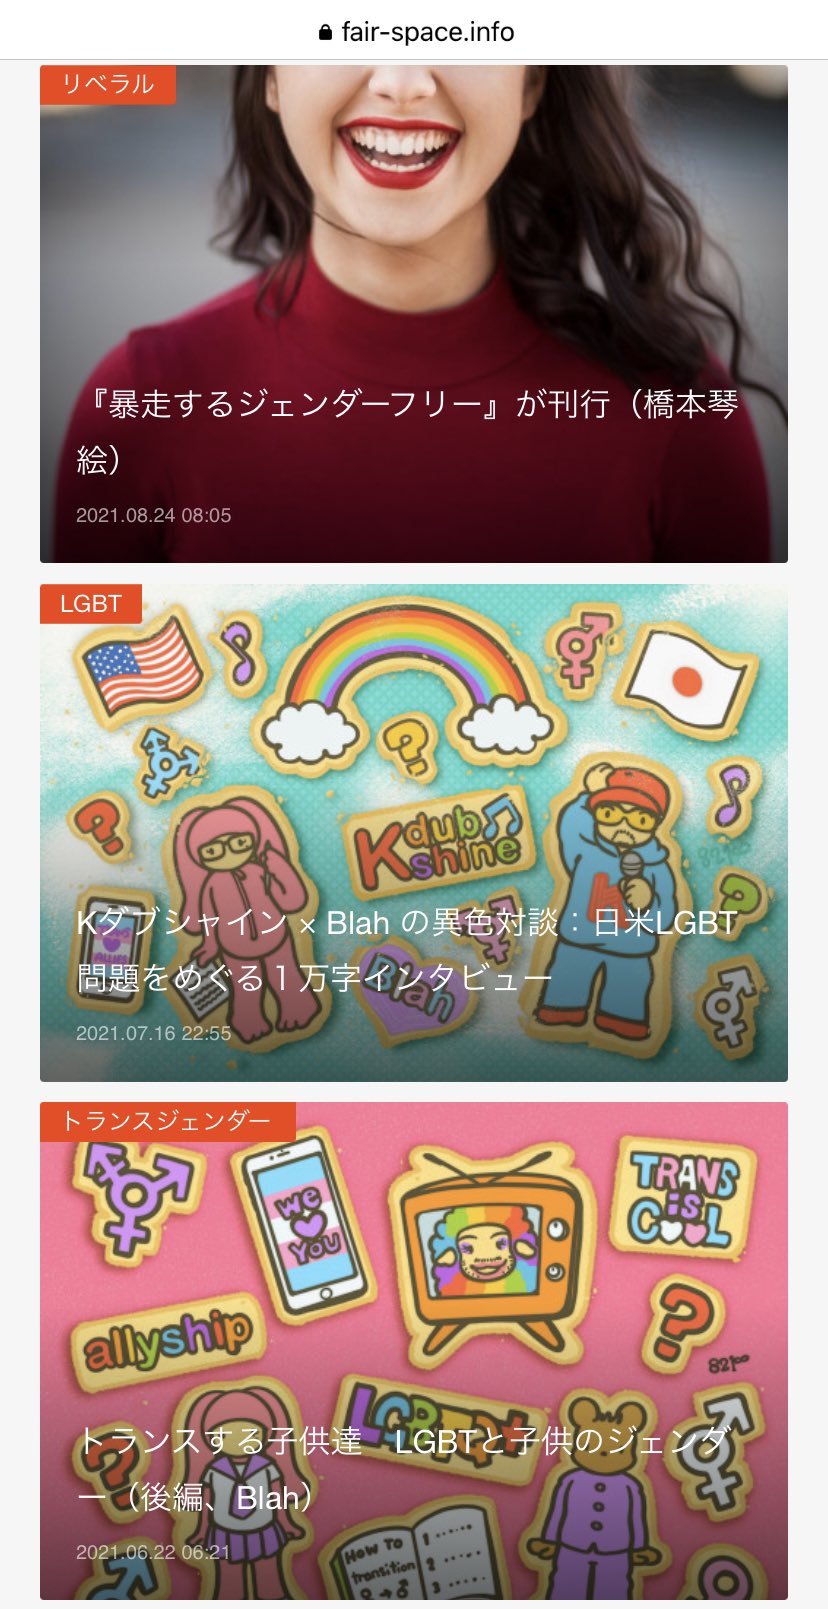 fair-space.info
リベラル
『暴走するジェンダーフリー』が刊行（橋本琴
絵）
2021.08.24 08:05
LGBT
K dub
shine
Kダブシャイン × Blah の異色対談：日米LGBT
問題をめぐる１万字インタビュー
Blah
2021.07.16 22:55
トランスジェンダー
We
YOU
TRANS
is
COOL
allyship
8200
トランスする子供達　LGBTと子供のジェンダ
ー（後編、Blah）
2021.06.22 06:21
How To
transition
1
2
3